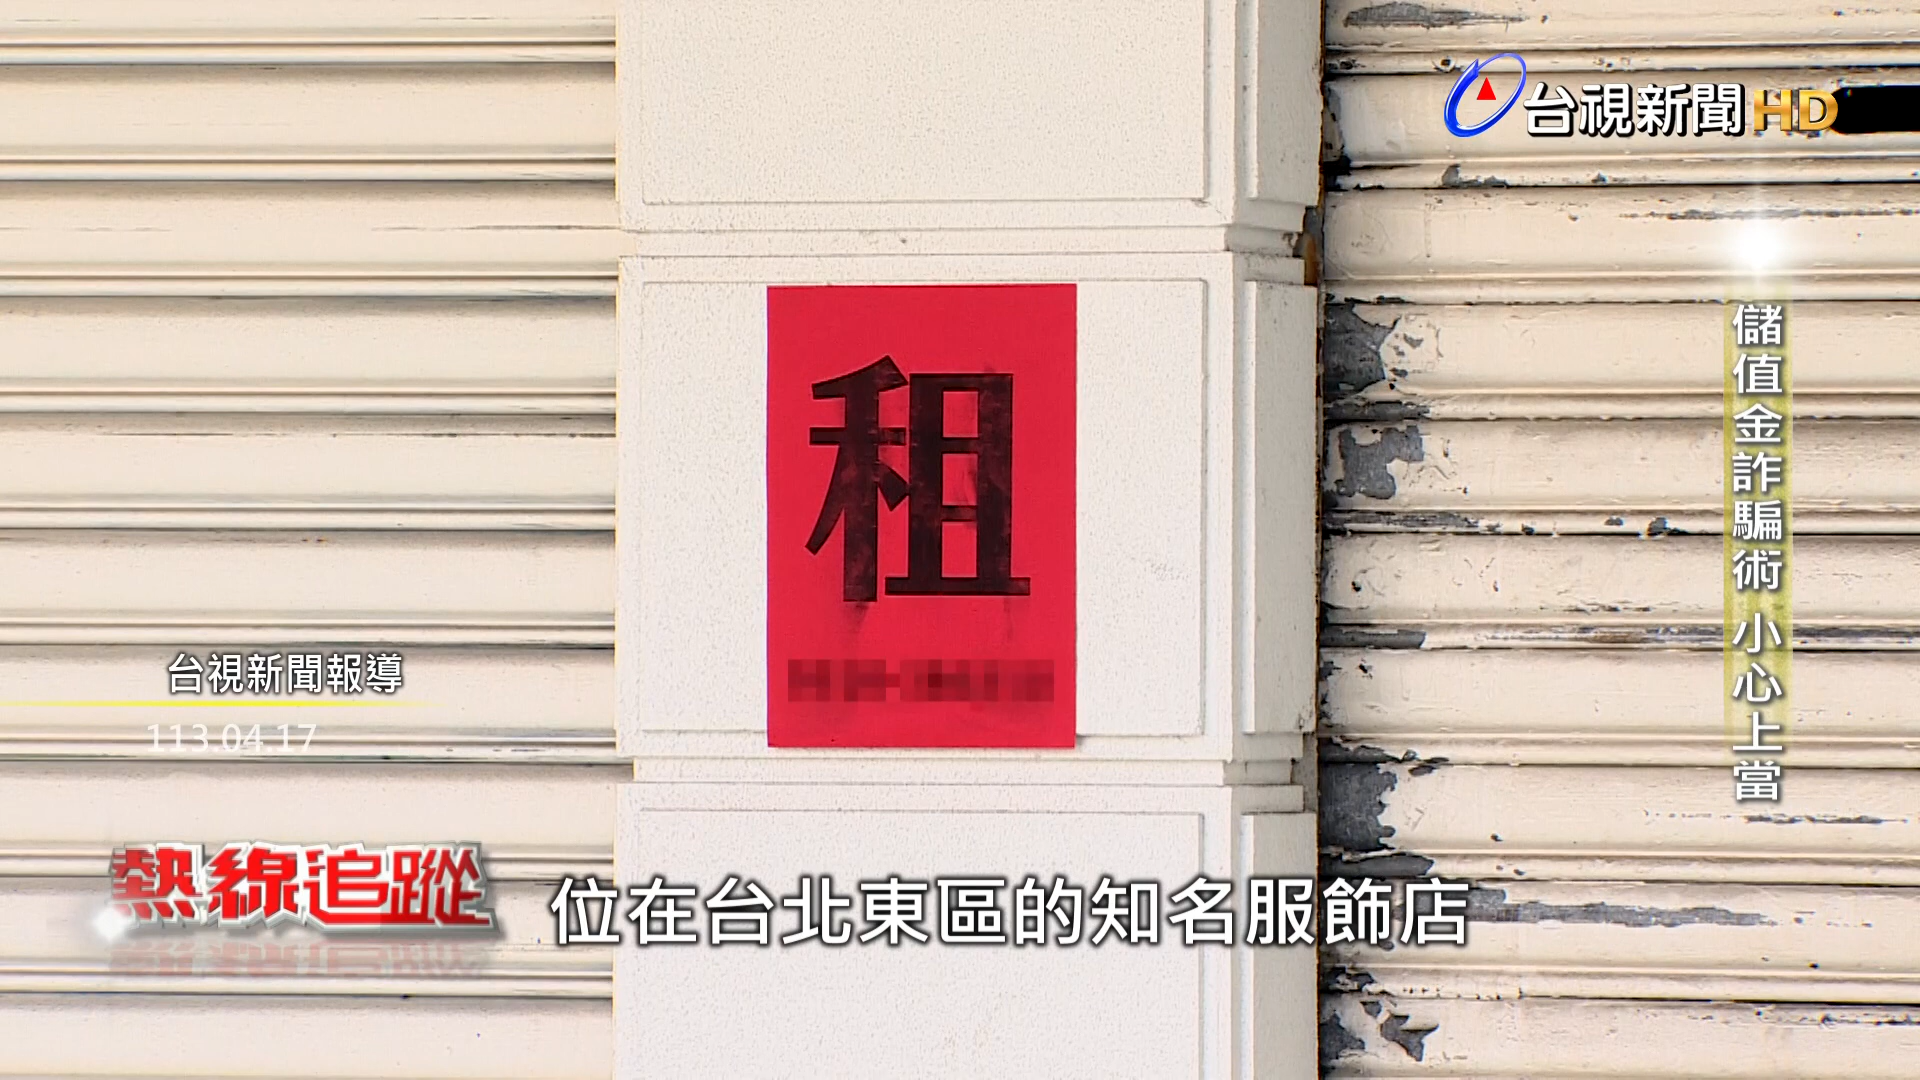 台視新聞HD
租
儲值金詐騙術 小心上當
台視新聞報導
113.04.17
熱線追蹤
位在台北東區的知名服飾店